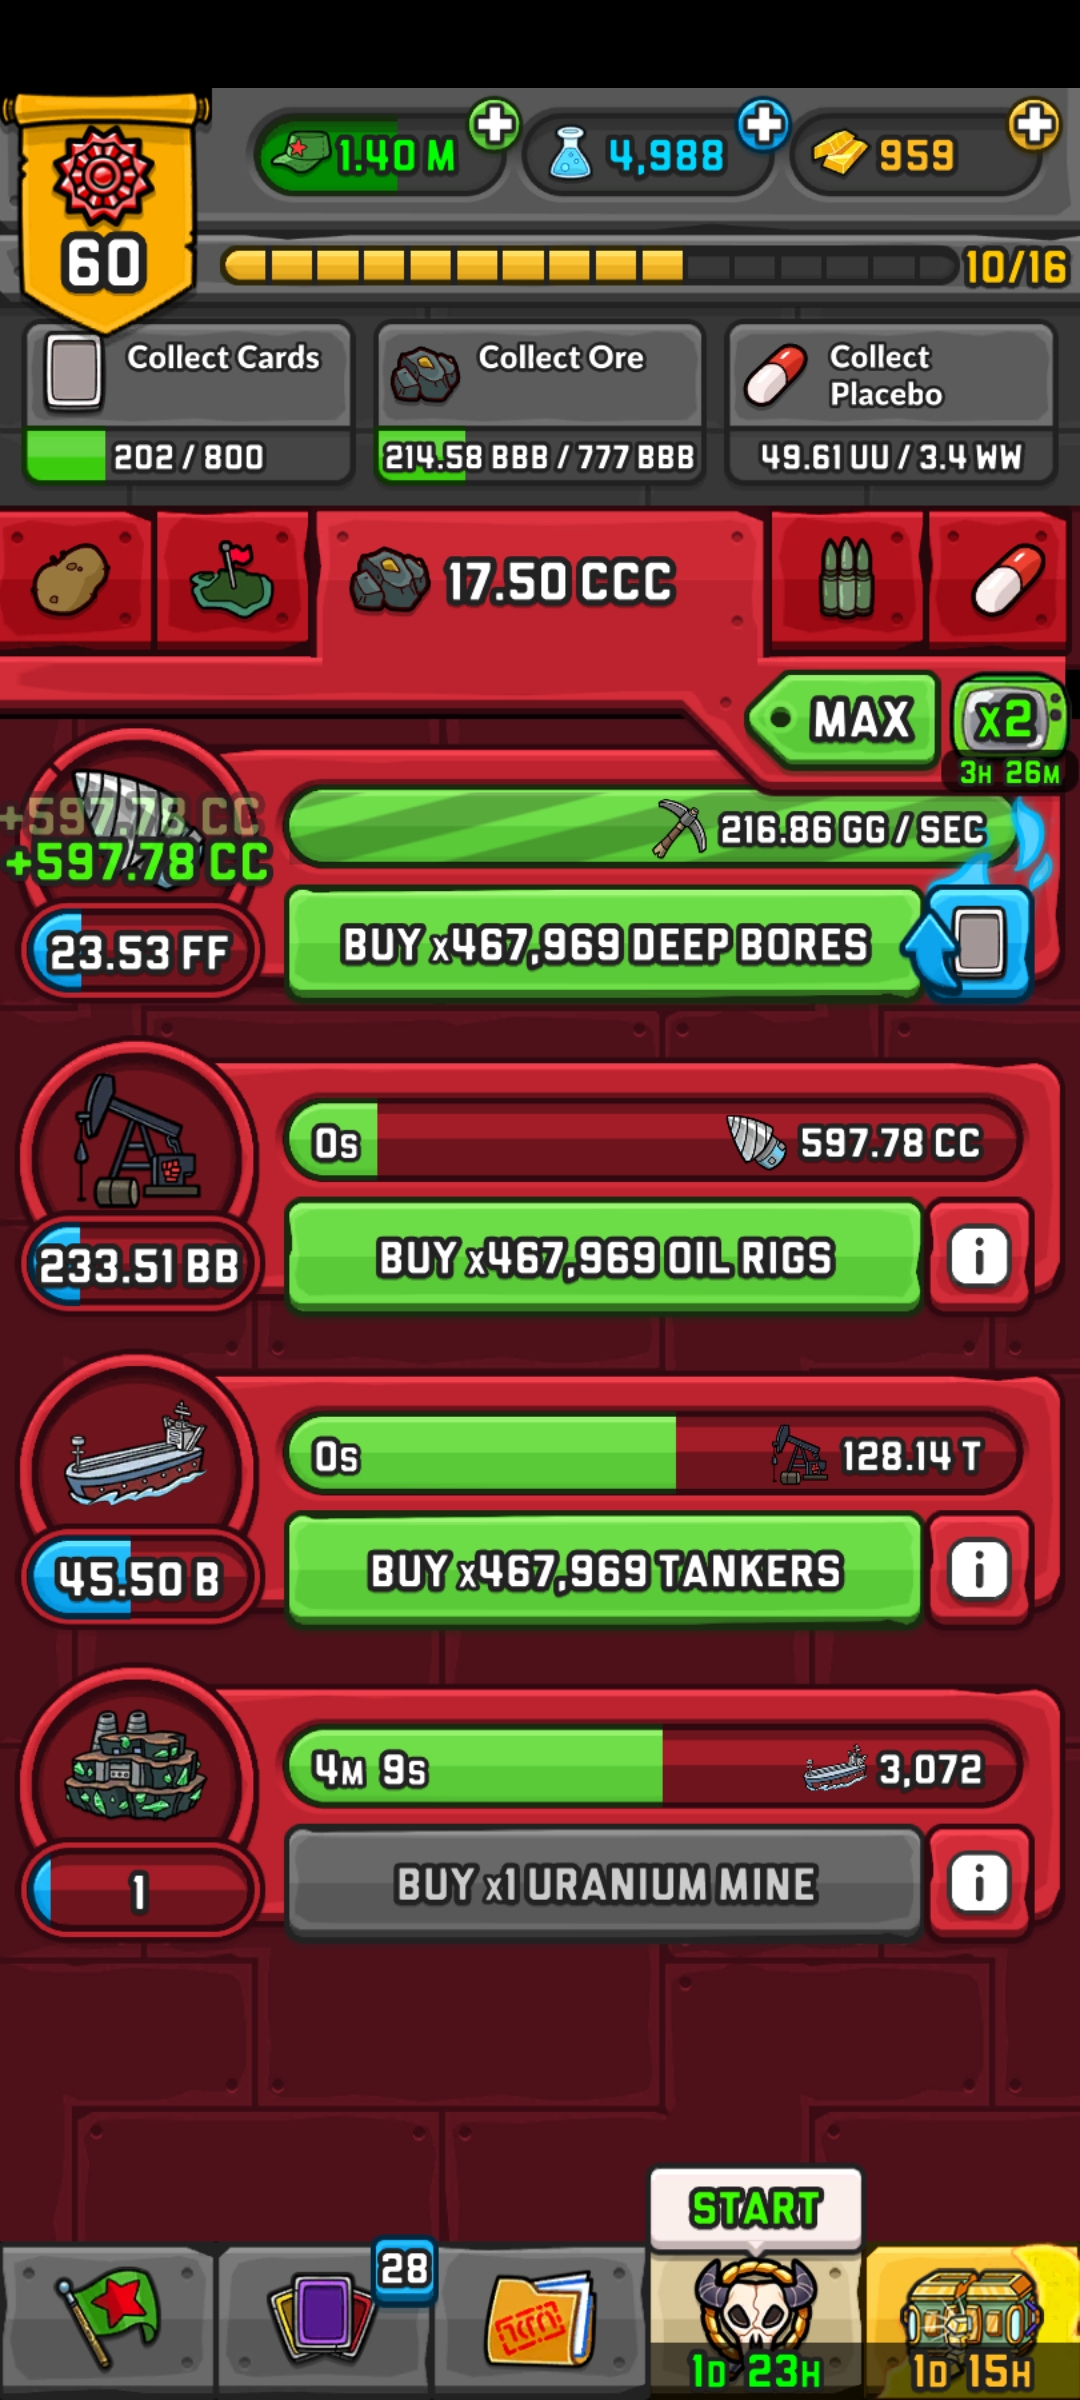 60
1.40 M
4,988
959
10/16
Collect Cards
202 / 800
Collect Ore
214.58 BBB / 777 BBB
Collect
Placebo
49.61 UU / 3.4 WW
17.50 CCC
MAX
x2
3H 26M
+597.78 CC
+597.78 CC
216.86 GG / SEC
23.53 FF
BUY x467,969 DEEP BORES
0s
597.78 CC
233.51 BB
BUY x467,969 OIL RIGS
i
0s
128.14 T
45.50 B
BUY x467,969 TANKERS
i
4M 9s
3,072
1
BUY x1 URANIUM MINE
i
START
28
1D 23H
1D 15H